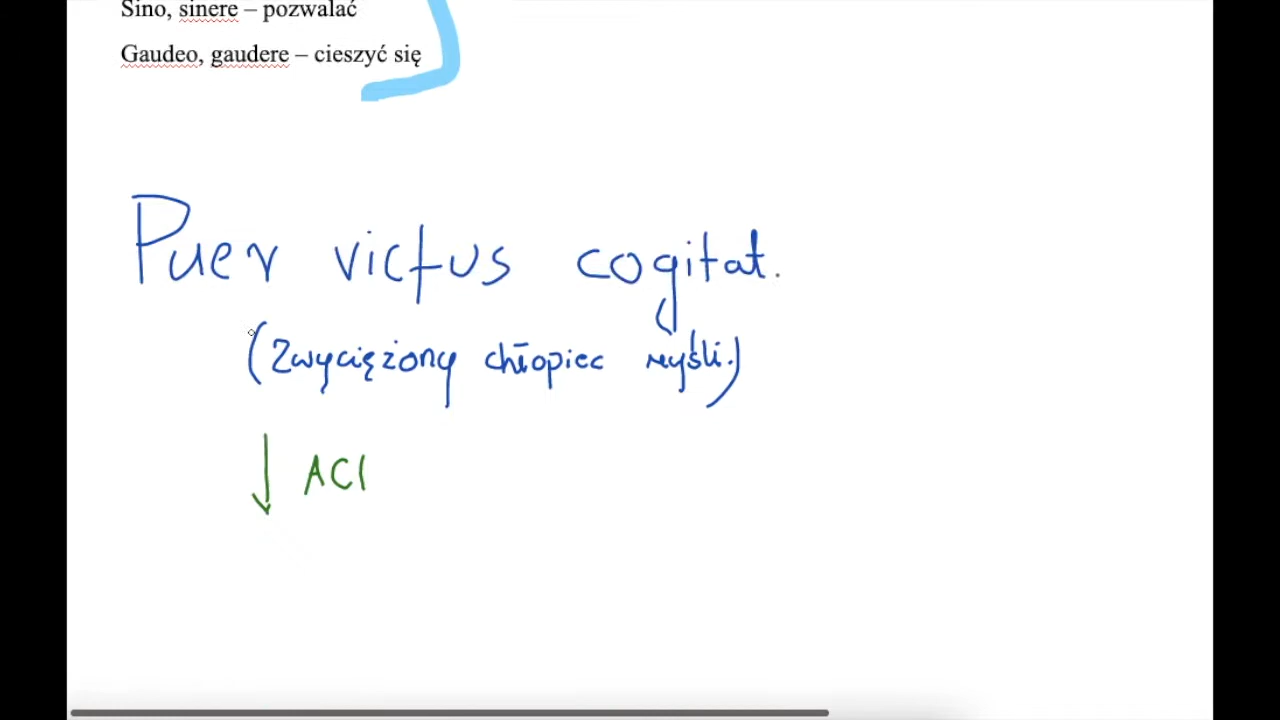 Sino, sinere – pozwalać
Gaudeo, gaudere – cieszyć się
Puer victus cogitat.
(Zwyciężony chłopiec myśli.)
ACI